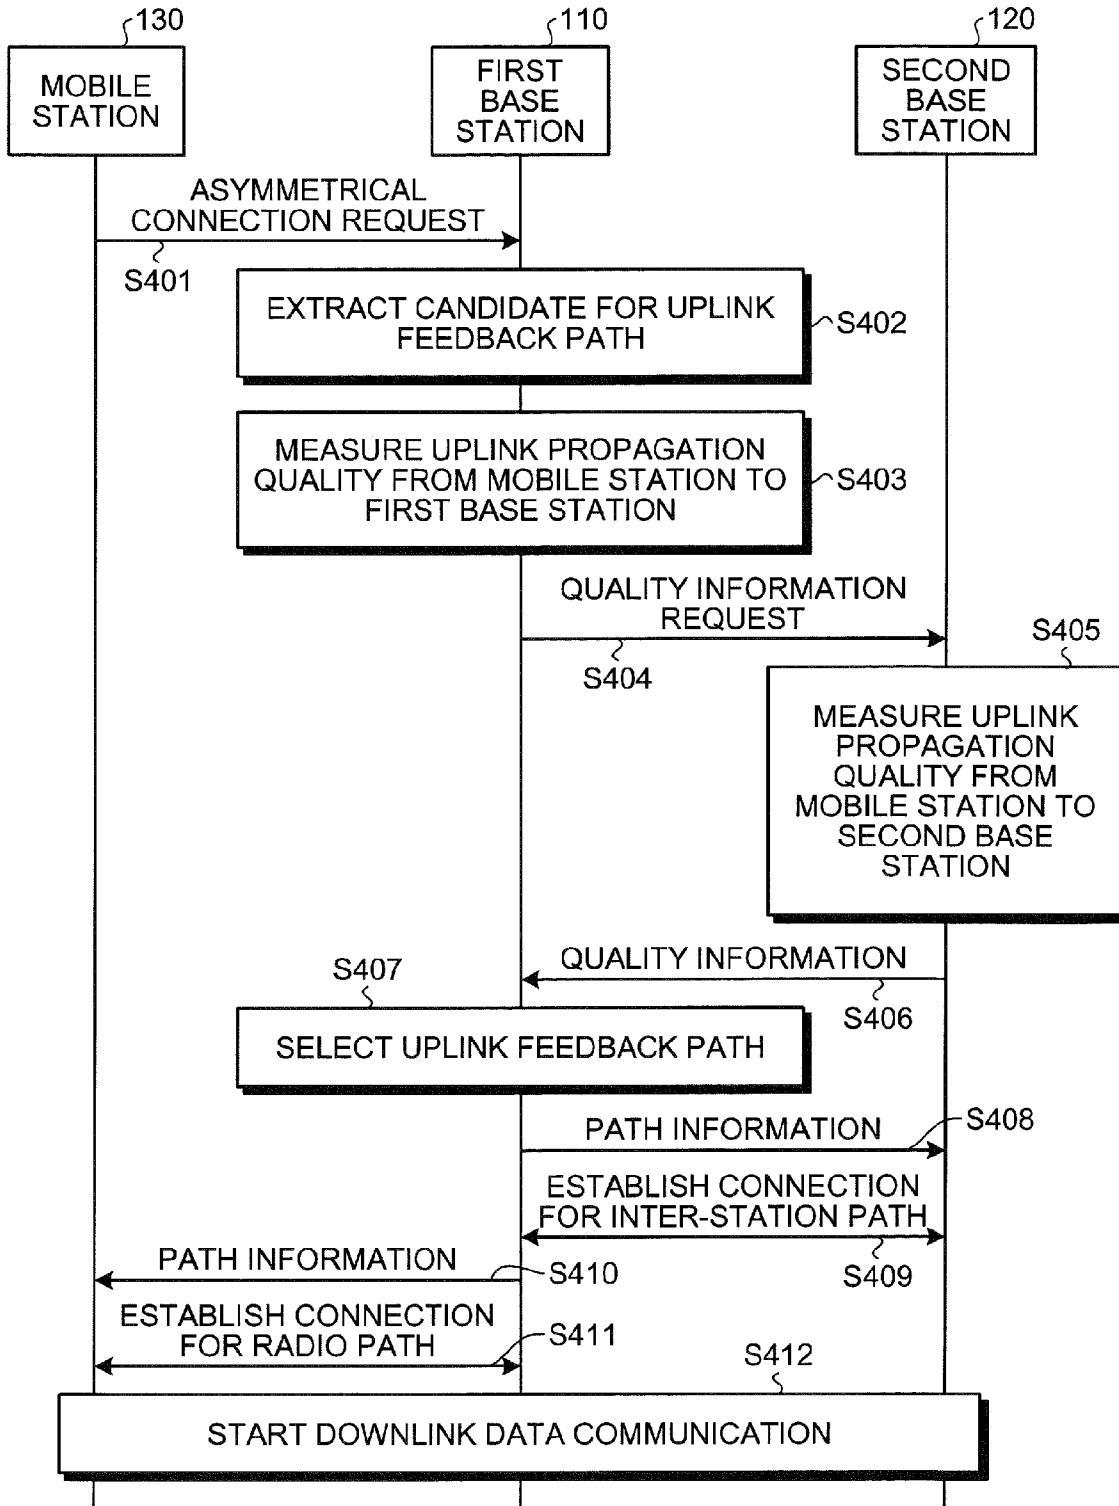 130
110
120
MOBILE
STATION
FIRST
BASE
STATION
SECOND
BASE
STATION
ASYMMETRICAL
CONNECTION REQUEST
S401
EXTRACT CANDIDATE FOR UPLINK
FEEDBACK PATH
S402
MEASURE UPLINK PROPAGATION
QUALITY FROM MOBILE STATION TO
FIRST BASE STATION
S403
QUALITY INFORMATION
REQUEST
S404
S405
MEASURE UPLINK
PROPAGATION
QUALITY FROM
MOBILE STATION TO
SECOND BASE
STATION
QUALITY INFORMATION
S406
S407
SELECT UPLINK FEEDBACK PATH
PATH INFORMATION
S408
ESTABLISH CONNECTION
FOR INTER-STATION PATH
S409
PATH INFORMATION
S410
ESTABLISH CONNECTION
FOR RADIO PATH
S411
S412
START DOWNLINK DATA COMMUNICATION